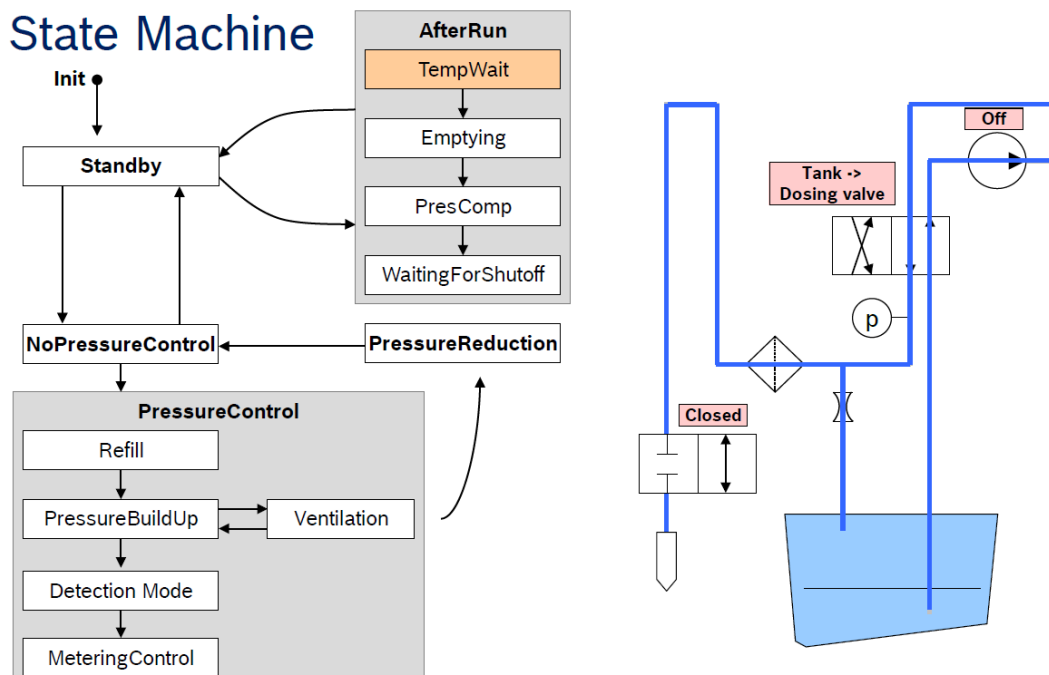 State Machine
Init
Standby
NoPressureControl
AfterRun
TempWait
Emptying
PresComp
WaitingForShutoff
PressureReduction
PressureControl
Refill
PressureBuildUp
Ventilation
Detection Mode
MeteringControl
Off
Tank ->
Dosing valve
p
Closed